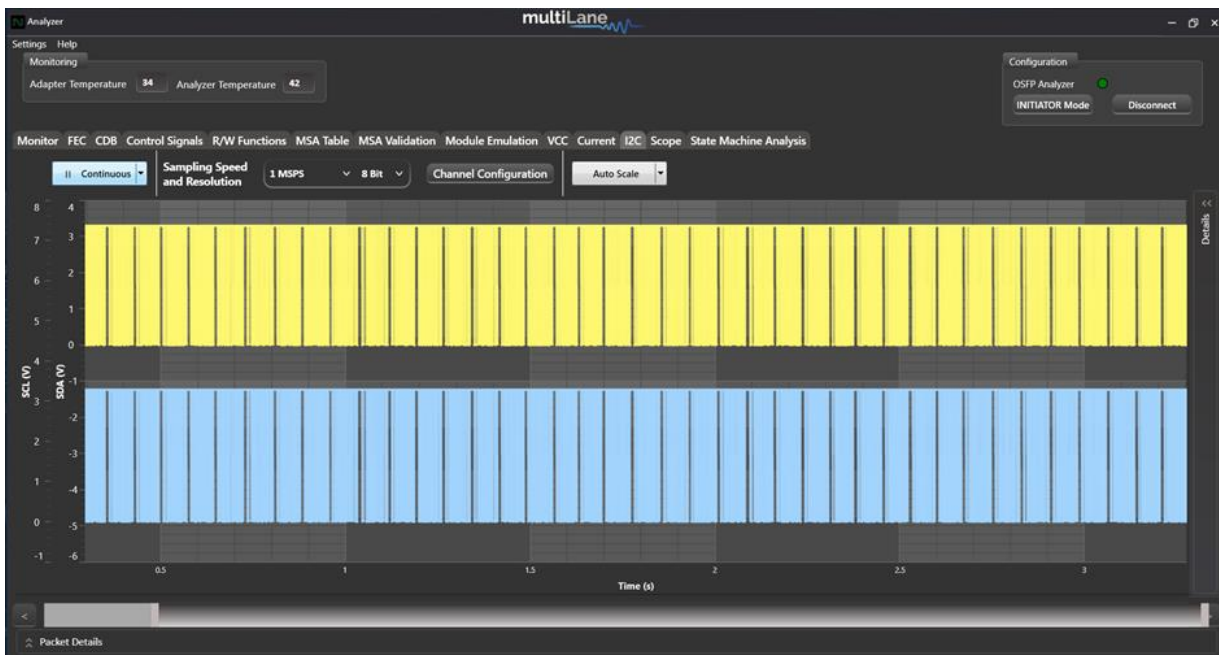 Analyzer
multiLane
Settings Help
Monitoring
Adapter Temperature 34 Analyzer Temperature 42
Configuration
OSFP Analyzer
INITIATOR Mode Disconnect
Monitor FEC CDB Control Signals R/W Functions MSA Table MSA Validation Module Emulation VCC Current I2C Scope State Machine Analysis
Continuous
Sampling Speed
and Resolution
1 MSPS 8 Bit Channel Configuration Auto Scale
Details
8 4
7 3
6 2
5 1
0
4
-1
3
-2
2
-3
1 -4
0 -5
-1 -6
SCL (V)
SDA (V)
0.5 1 1.5 2 2.5 3
Time (s)
Packet Details